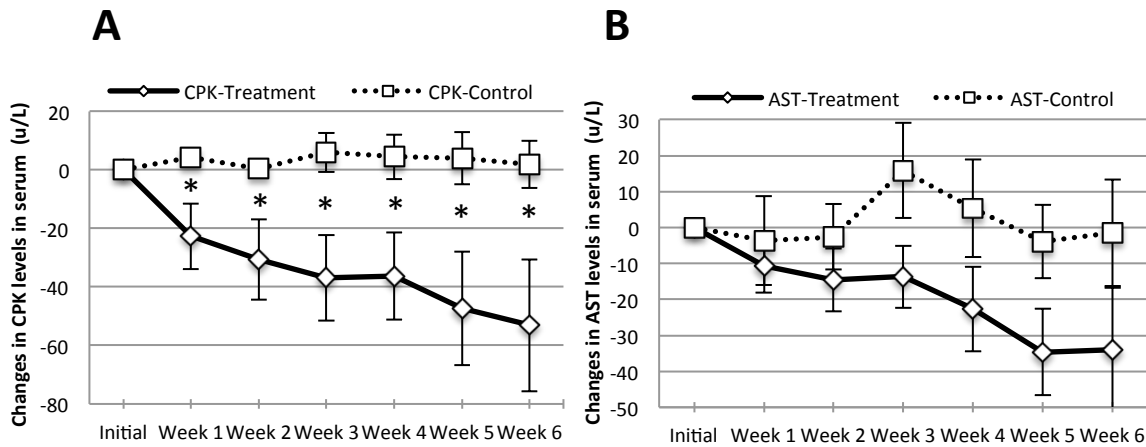 A
CPK-Treatment CPK-Control
Changes in CPK levels in serum (u/L)
20
0
-20
-40
-60
-80
* * * * * *
Initial Week 1 Week 2 Week 3 Week 4 Week 5 Week 6
B
AST-Treatment AST-Control
Changes in AST levels in serum (u/L)
30
20
10
0
-10
-20
-30
-40
-50
Initial Week 1 Week 2 Week 3 Week 4 Week 5 Week 6